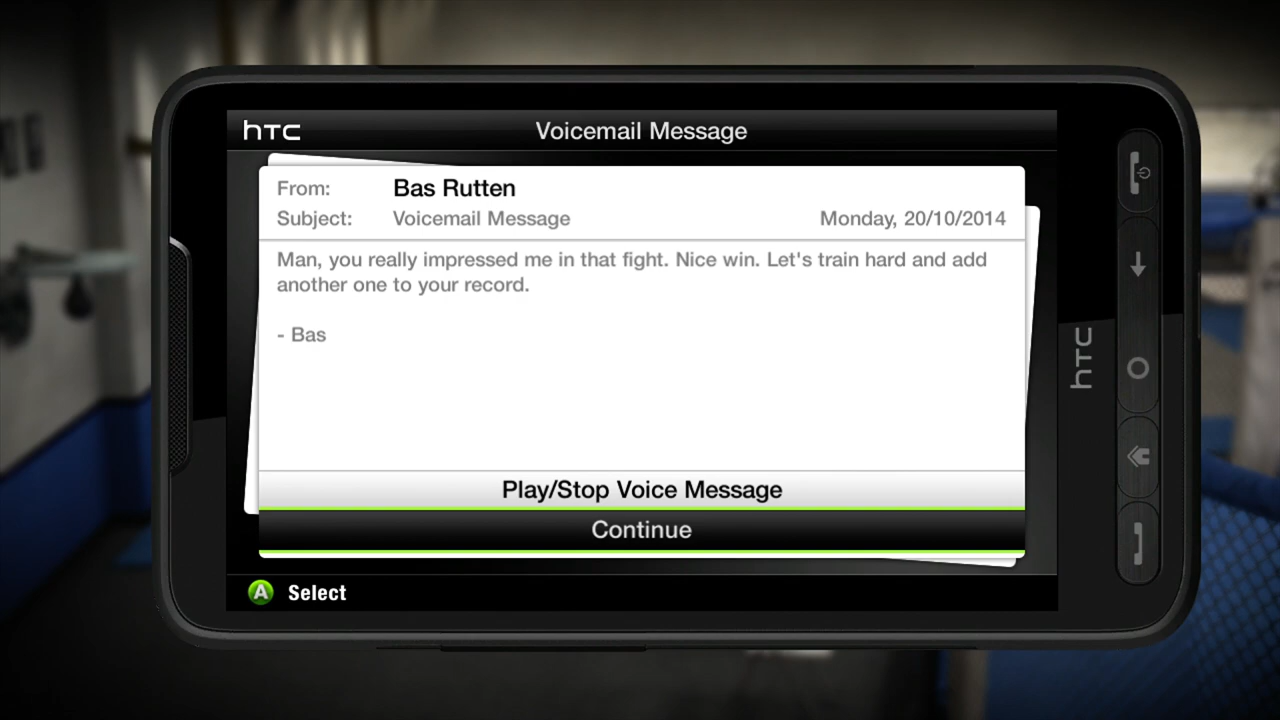 hTC Voicemail Message
From: Bas Rutten
Subject: Voicemail Message Monday, 20/10/2014
Man, you really impressed me in that fight. Nice win. Let's train hard and add
another one to your record.
- Bas
Play/Stop Voice Message
Continue
A Select
hTC